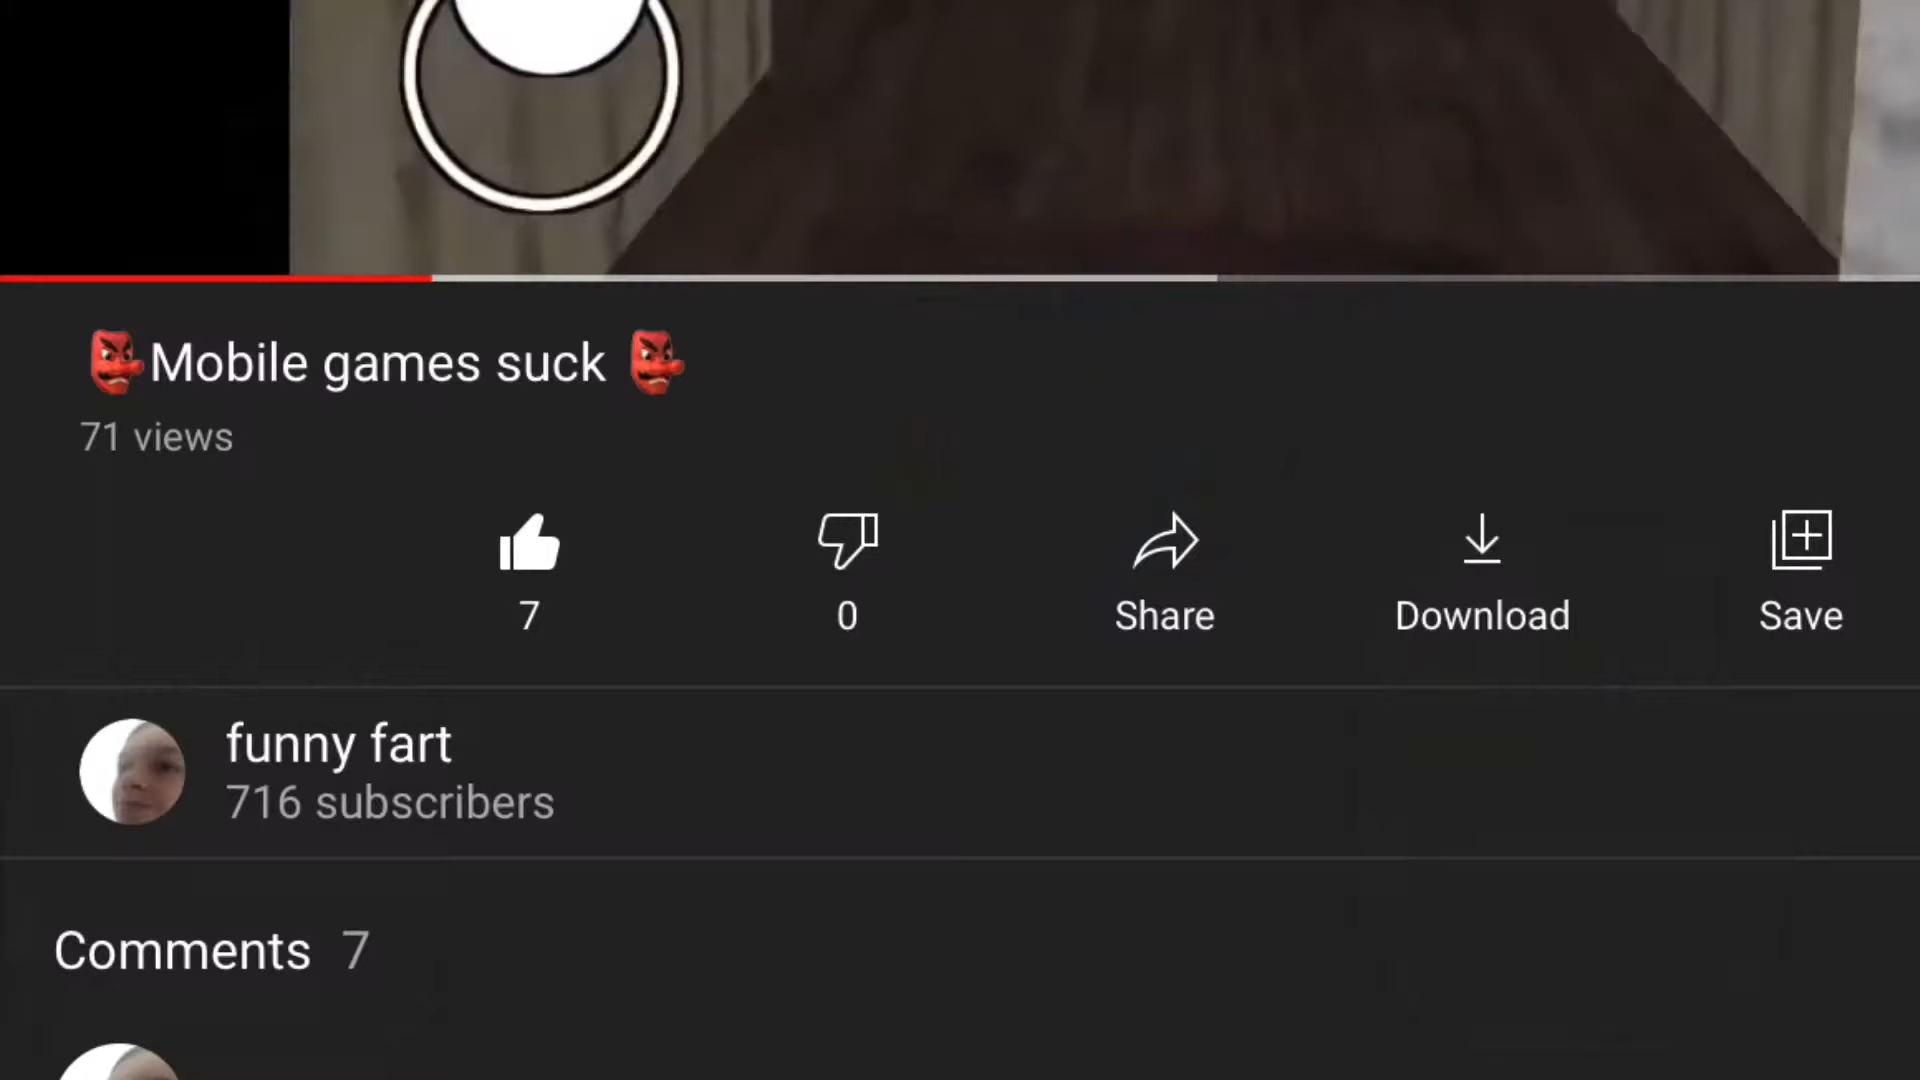 👺Mobile games suck 👺
71 views
7
0
Share
Download
Save
funny fart
716 subscribers
Comments 7